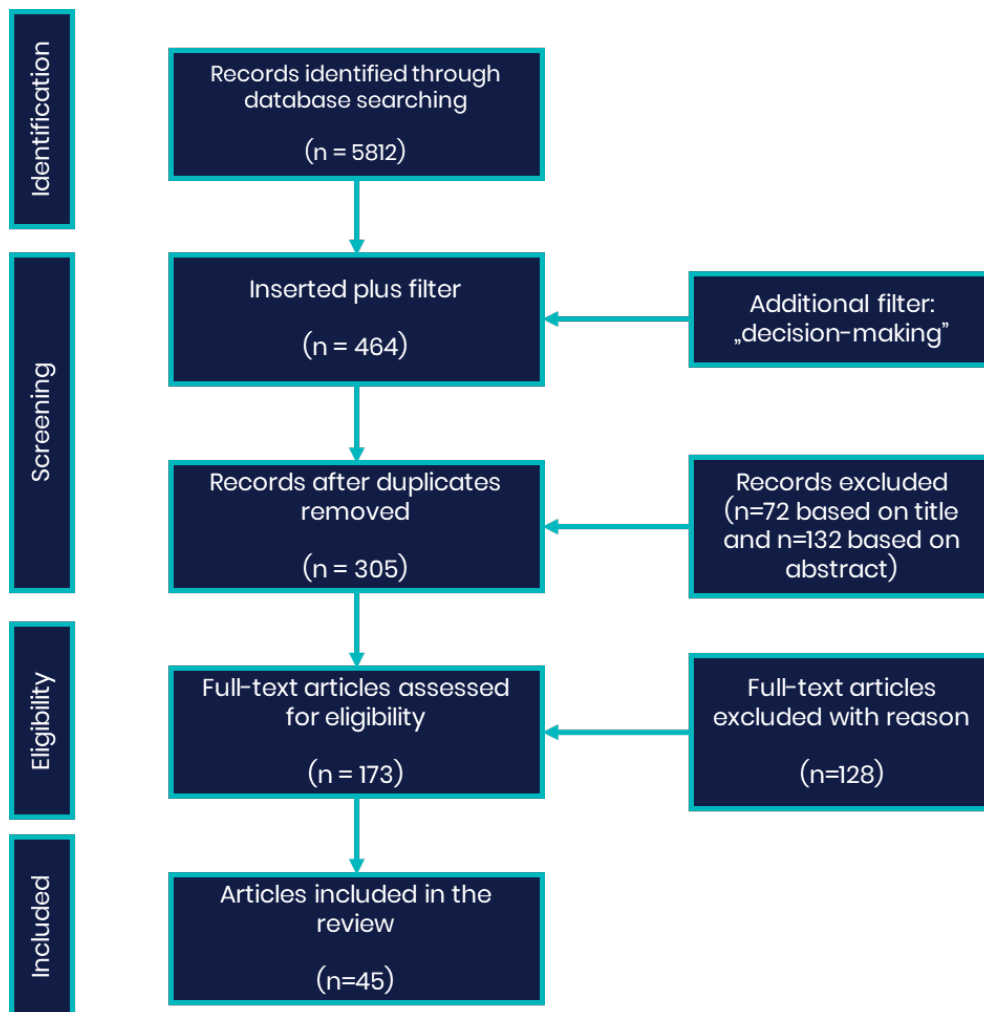 Identification
Records identified through
database searching
(n = 5812)
Screening
Inserted plus filter
(n = 464)
Additional filter:
„decision-making”
Records after duplicates
removed
(n = 305)
Records excluded
(n=72 based on title
and n=132 based on
abstract)
Eligibility
Full-text articles assessed
for eligibility
(n = 173)
Full-text articles
excluded with reason
(n=128)
Included
Articles included in the
review
(n=45)